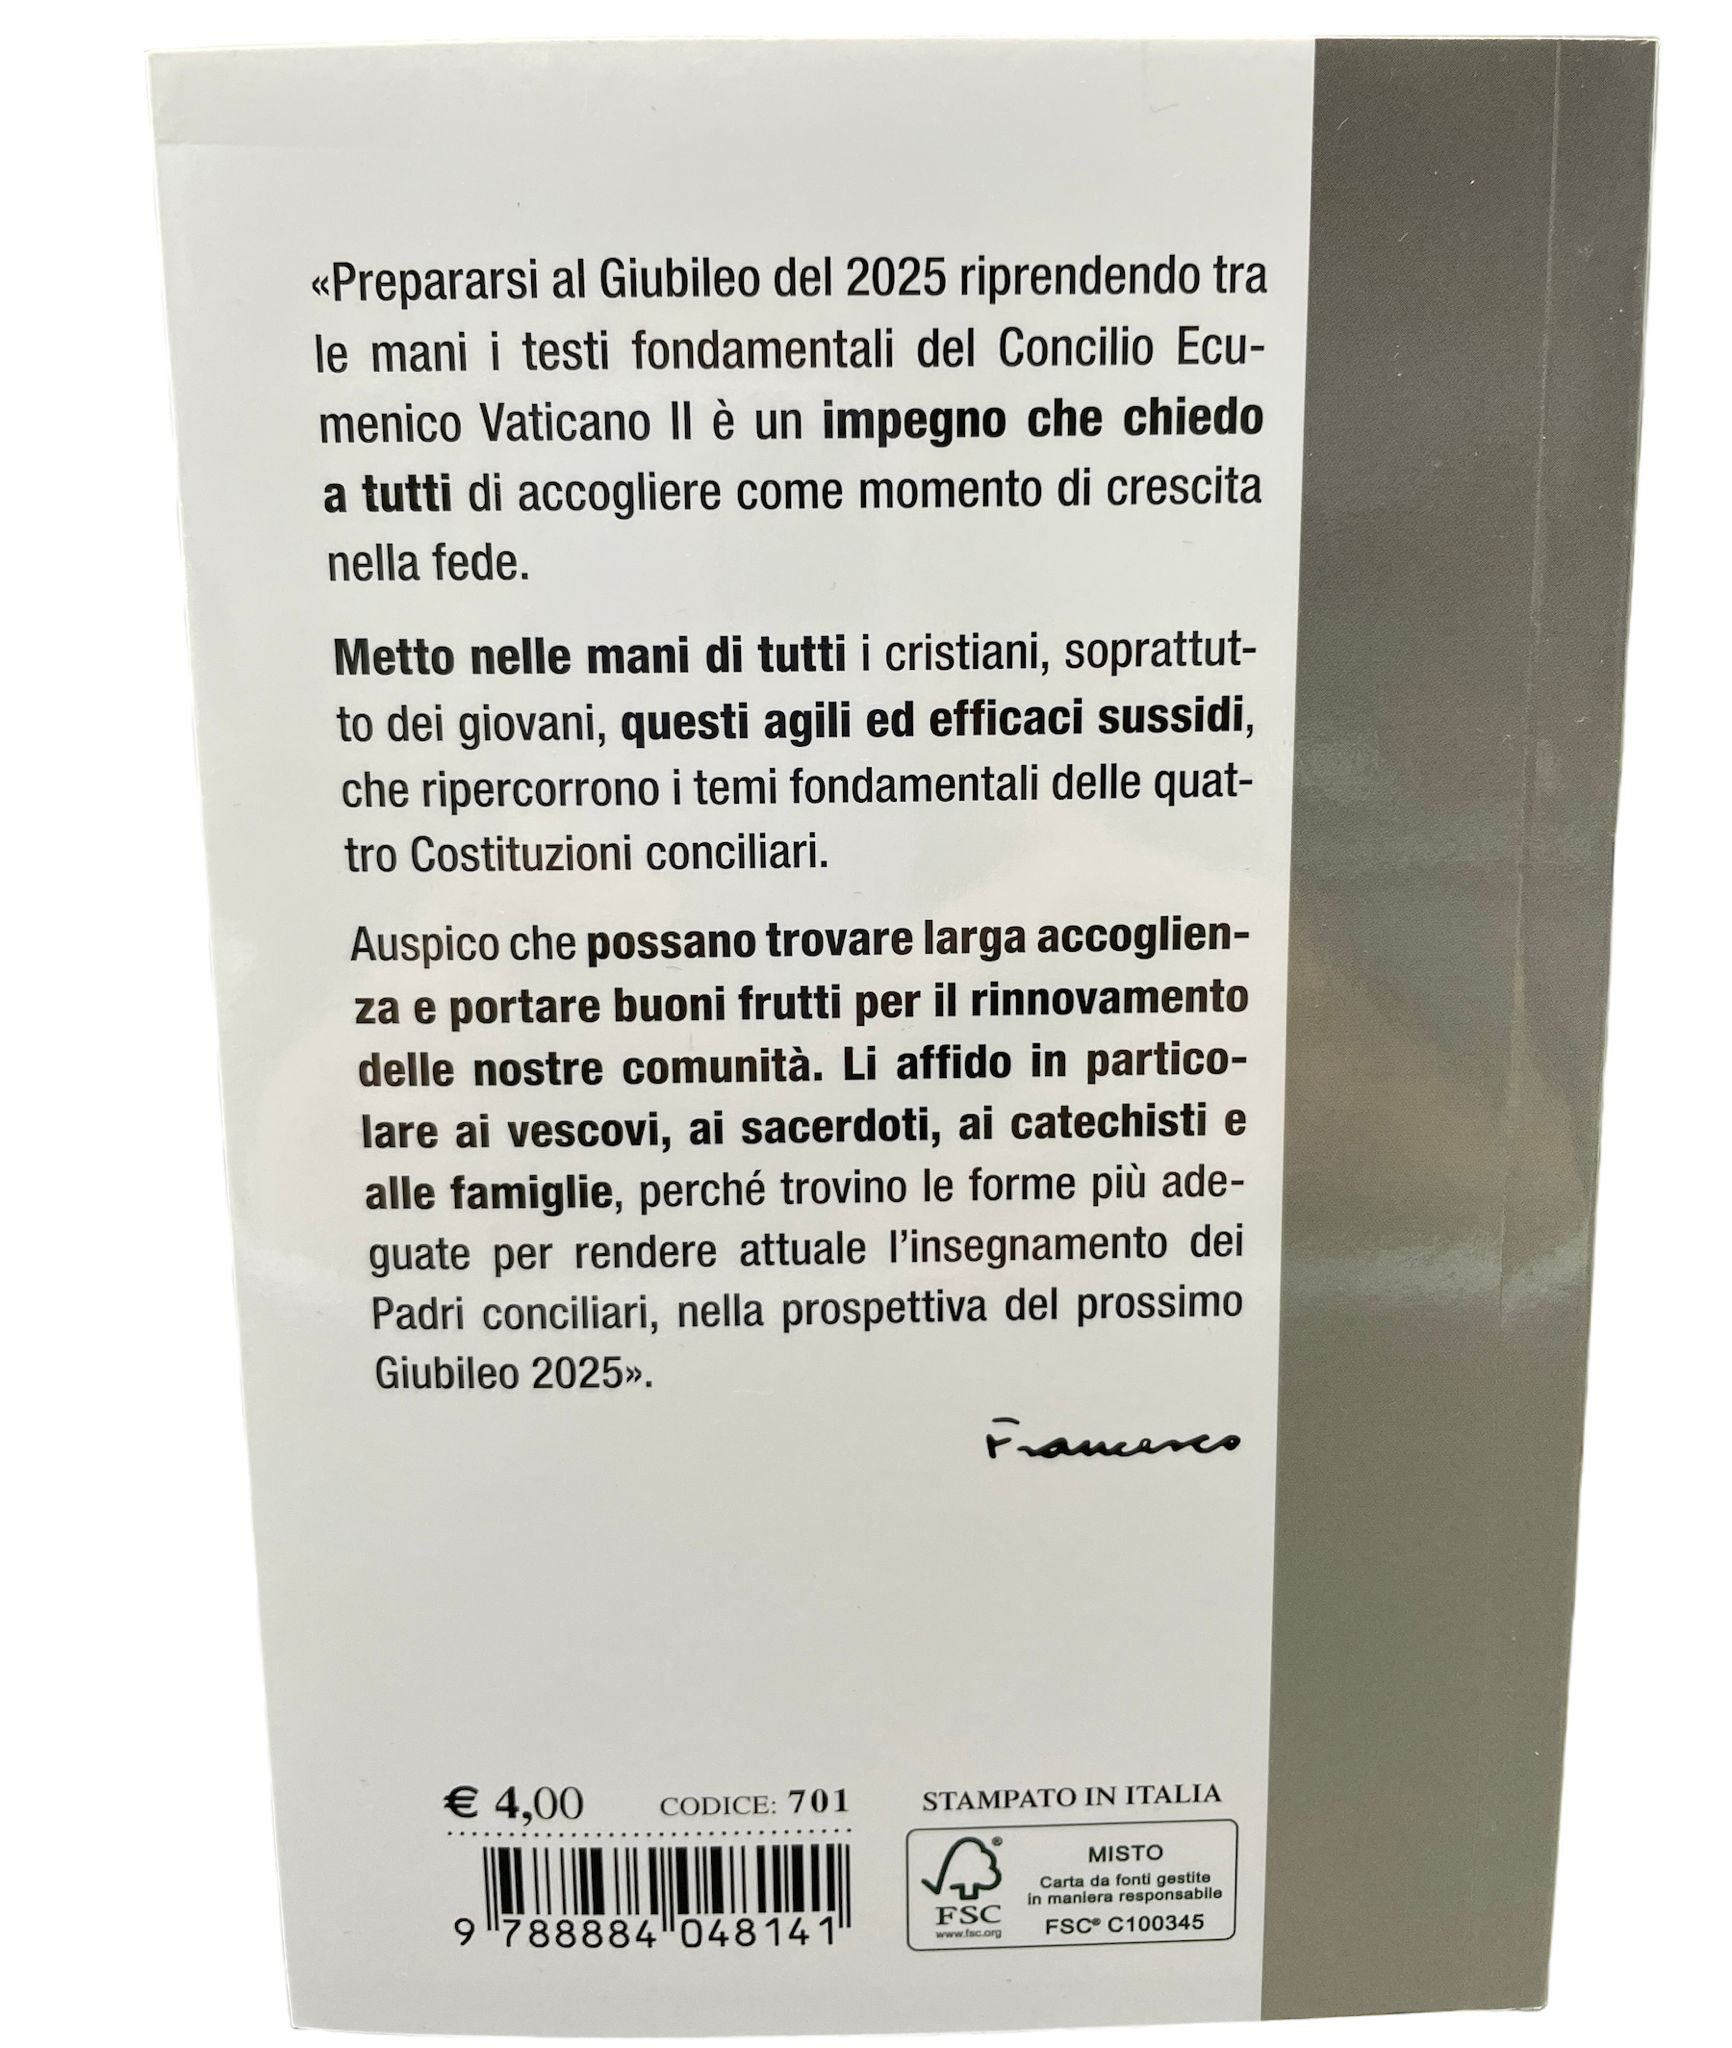 «Prepararsi al Giubileo del 2025 riprendendo tra
le mani i testi fondamentali del Concilio Ecu-
menico Vaticano II è un impegno che chiedo
a tutti di accogliere come momento di crescita
nella fede.
Metto nelle mani di tutti i cristiani, soprattut-
to dei giovani, questi agili ed efficaci sussidi,
che ripercorrono i temi fondamentali delle quat-
tro Costituzioni conciliari.
Auspico che possano trovare larga accoglien-
za e portare buoni frutti per il rinnovamento
delle nostre comunità. Li affido in partico-
lare ai vescovi, ai sacerdoti, ai catechisti e
alle famiglie, perché trovino le forme più ade-
guate per rendere attuale l'insegnamento dei
Padri conciliari, nella prospettiva del prossimo
Giubileo 2025».
Francesco
€ 4,00 CODICE: 701
9 788884 048141
STAMPATO IN ITALIA
FSC®
www.fsc.org
MISTO
Carta da fonti gestite
in maniera responsabile
FSC® C100345